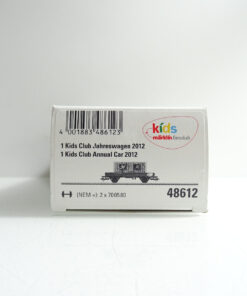 kids
märklin
4 001883 486123
1 Kids Club Jahreswagen 2012
1 Kids Club Annual Car 2012
(NEM =) 2 x 700580
48612